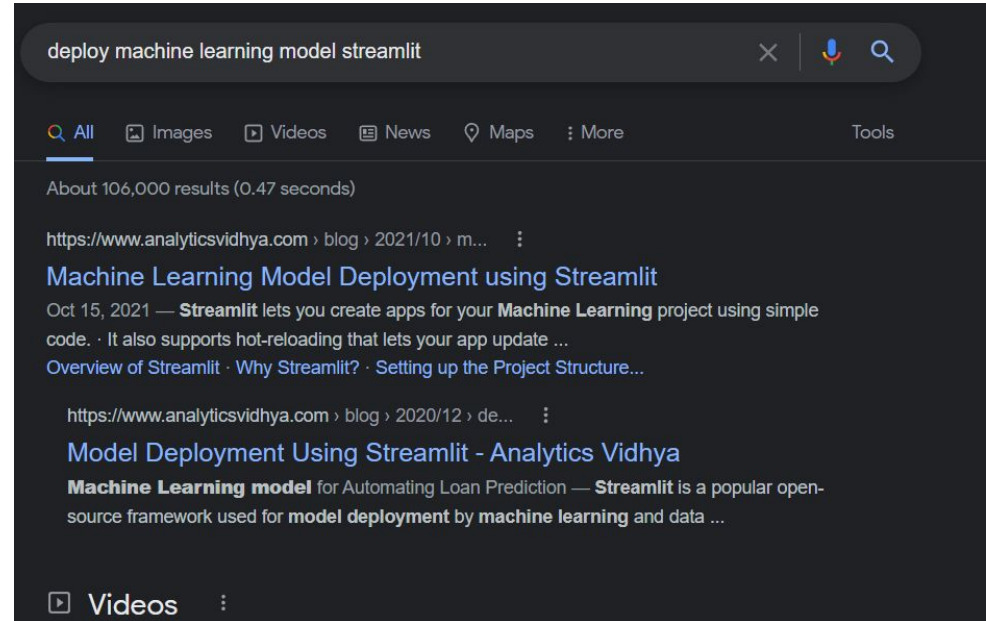 deploy machine learning model streamlit
All Images Videos News Maps More Tools
About 106,000 results (0.47 seconds)
https://www.analyticsvidhya.com › blog › 2021/10 › m...
Machine Learning Model Deployment using Streamlit
Oct 15, 2021 — Streamlit lets you create apps for your Machine Learning project using simple
code. · It also supports hot-reloading that lets your app update ...
Overview of Streamlit · Why Streamlit? · Setting up the Project Structure...
https://www.analyticsvidhya.com › blog › 2020/12 › de...
Model Deployment Using Streamlit - Analytics Vidhya
Machine Learning model for Automating Loan Prediction — Streamlit is a popular open-
source framework used for model deployment by machine learning and data ...
Videos